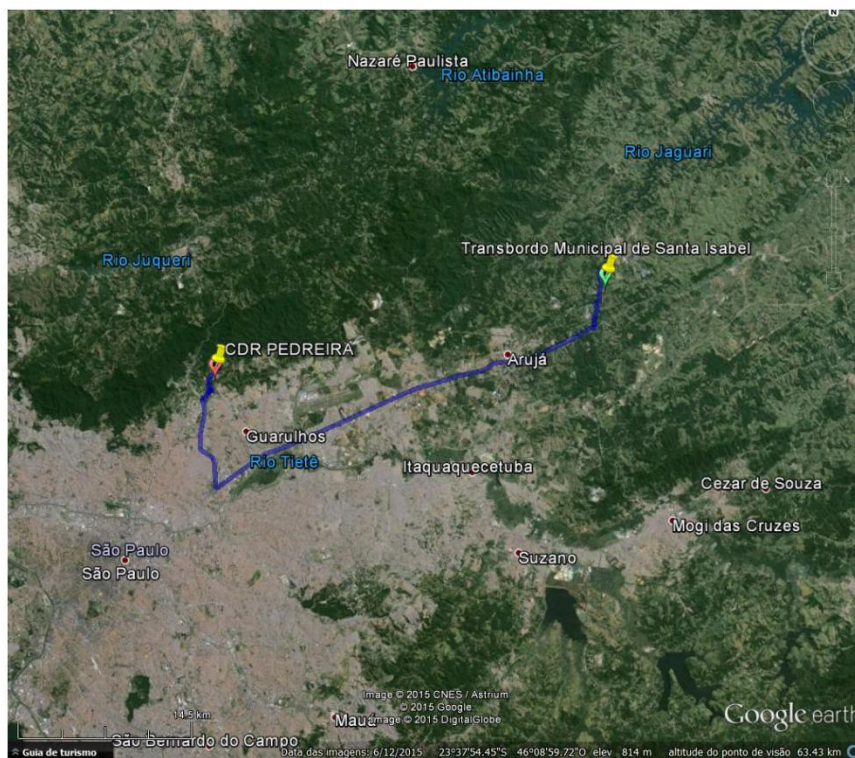 N
Nazaré Paulista
Rio Atibainha
Rio Jaguari
Transbordo Municipal de Santa Isabel
Rio Juqueri
CDR PEDREIRA
Arujá
Guarulhos
Rio Tietê
Itaquaquecetuba
Cezar de Souza
Mogi das Cruzes
São Paulo
São Paulo
Suzano
Image © 2015 CNES / Astrium
© 2015 Google
Image © 2015 DigitalGlobe
14.5 km
Mauá
Google earth
São Bernardo do Campo
Guia de turismo
Data das imagens: 6/12/2015 23°37'54.45"S 46°08'59.72"O elev 814 m altitude do ponto de visão 63.43 km